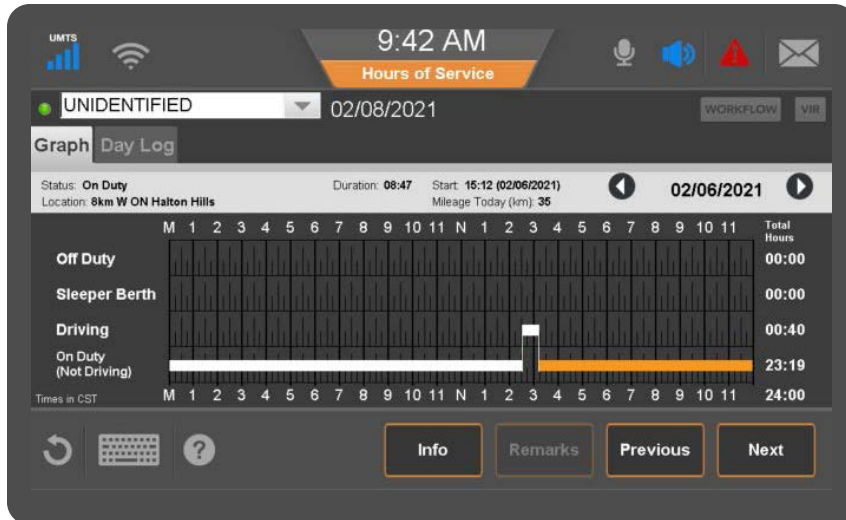 UMTS
9:42 AM
Hours of Service
UNIDENTIFIED 02/08/2021 WORKFLOW VIR
Graph Day Log
Status: On Duty Duration: 08:47 Start: 15:12 (02/06/2021) 02/06/2021
Location: 8km W ON Halton Hills Mileage Today (km): 35
M 1 2 3 4 5 6 7 8 9 10 11 N 1 2 3 4 5 6 7 8 9 10 11 Total Hours
Off Duty 00:00
Sleeper Berth 00:00
Driving 00:40
On Duty
(Not Driving) 23:19
Times in CST M 1 2 3 4 5 6 7 8 9 10 11 N 1 2 3 4 5 6 7 8 9 10 11 24:00
? Info Remarks Previous Next